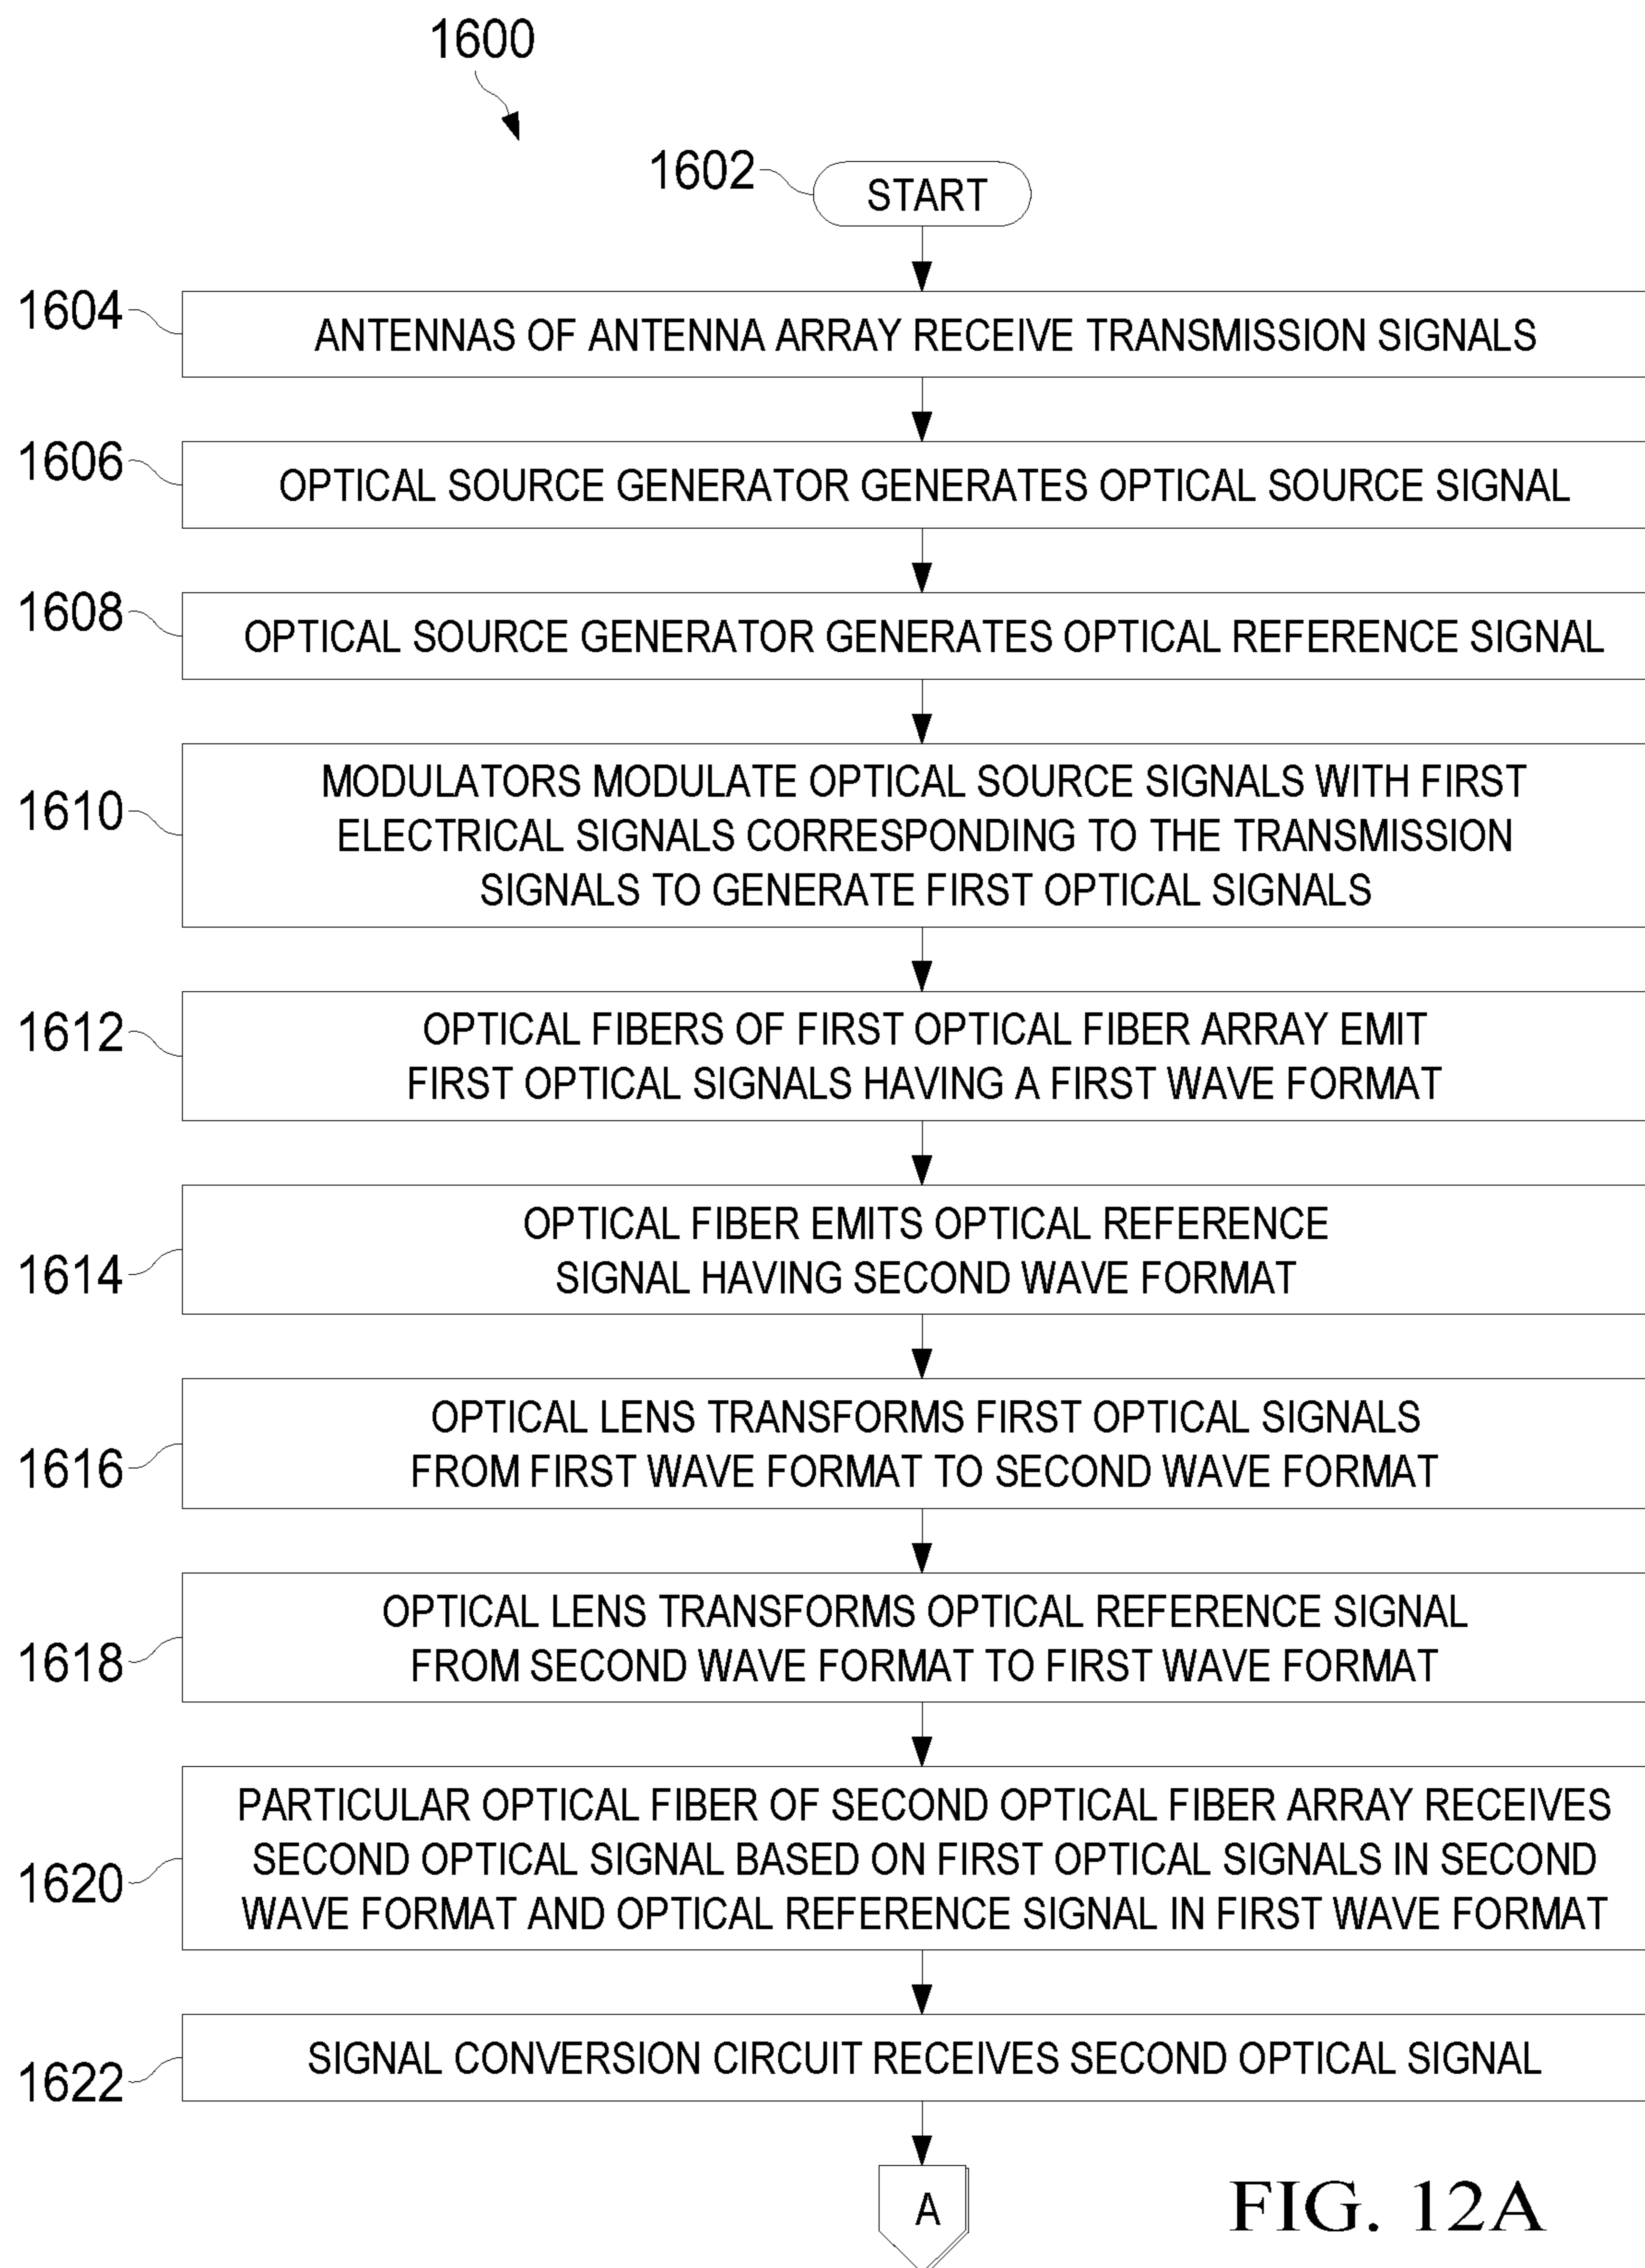 1600
1602
START
1604
ANTENNAS OF ANTENNA ARRAY RECEIVE TRANSMISSION SIGNALS
1606
OPTICAL SOURCE GENERATOR GENERATES OPTICAL SOURCE SIGNAL
1608
OPTICAL SOURCE GENERATOR GENERATES OPTICAL REFERENCE SIGNAL
1610
MODULATORS MODULATE OPTICAL SOURCE SIGNALS WITH FIRST
ELECTRICAL SIGNALS CORRESPONDING TO THE TRANSMISSION
SIGNALS TO GENERATE FIRST OPTICAL SIGNALS
1612
OPTICAL FIBERS OF FIRST OPTICAL FIBER ARRAY EMIT
FIRST OPTICAL SIGNALS HAVING A FIRST WAVE FORMAT
1614
OPTICAL FIBER EMITS OPTICAL REFERENCE
SIGNAL HAVING SECOND WAVE FORMAT
1616
OPTICAL LENS TRANSFORMS FIRST OPTICAL SIGNALS
FROM FIRST WAVE FORMAT TO SECOND WAVE FORMAT
1618
OPTICAL LENS TRANSFORMS OPTICAL REFERENCE SIGNAL
FROM SECOND WAVE FORMAT TO FIRST WAVE FORMAT
1620
PARTICULAR OPTICAL FIBER OF SECOND OPTICAL FIBER ARRAY RECEIVES
SECOND OPTICAL SIGNAL BASED ON FIRST OPTICAL SIGNALS IN SECOND
WAVE FORMAT AND OPTICAL REFERENCE SIGNAL IN FIRST WAVE FORMAT
1622
SIGNAL CONVERSION CIRCUIT RECEIVES SECOND OPTICAL SIGNAL
A
FIG. 12A